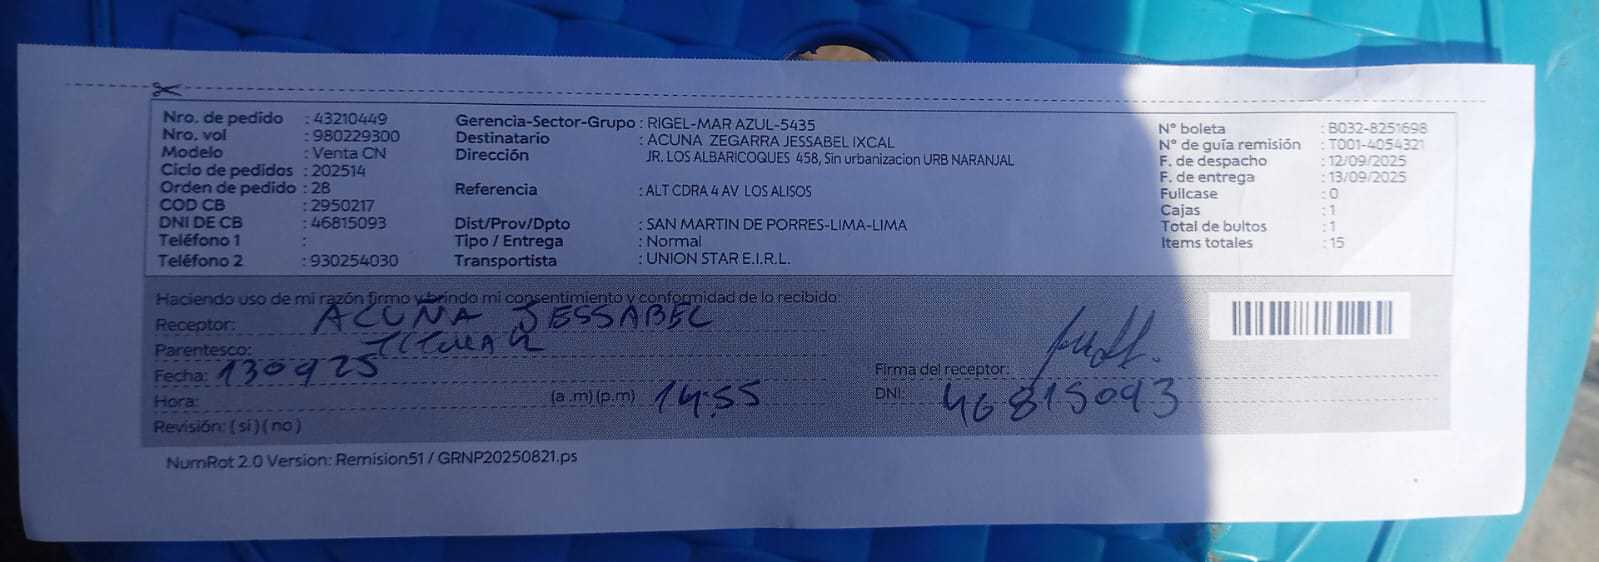 Nro. de pedido : 43210449
Nro. vol : 980229300
Modelo : Venta CN
Ciclo de pedidos : 202514
Orden de pedido : 28
COD CB : 2950217
DNI DE CB : 46815093
Teléfono 1 :
Teléfono 2 : 930254030
Gerencia-Sector-Grupo : RIGEL-MAR AZUL-5435
Destinatario : ACUNA ZEGARRA JESSABEL IXCAL
Dirección JR. LOS ALBARICOQUES 458, Sin urbanizacion URB NARANJAL
Referencia : ALT CDRA 4 AV LOS ALISOS
Dist/Prov/Dpto : SAN MARTIN DE PORRES-LIMA-LIMA
Tipo / Entrega : Normal
Transportista : UNION STAR E.I.R.L.
N° boleta : B032-8251698
N° de guía remisión : T001-4054321
F. de despacho : 12/09/2025
F. de entrega : 13/09/2025
Fullcase : 0
Cajas : 1
Total de bultos : 1
Items totales : 15
Haciendo uso de mi razón firmo y brindo mi consentimiento y conformidad de lo recibido:
Receptor: ACUÑA JESSABEL
Parentesco: TITULAR
Fecha: 130925
Hora: (a .m) (p.m) 14:55
Revisión: ( si ) ( no )
Firma del receptor:
DNI: 46815093
NumRot 2.0 Version: Remision51 / GRNP20250821.ps